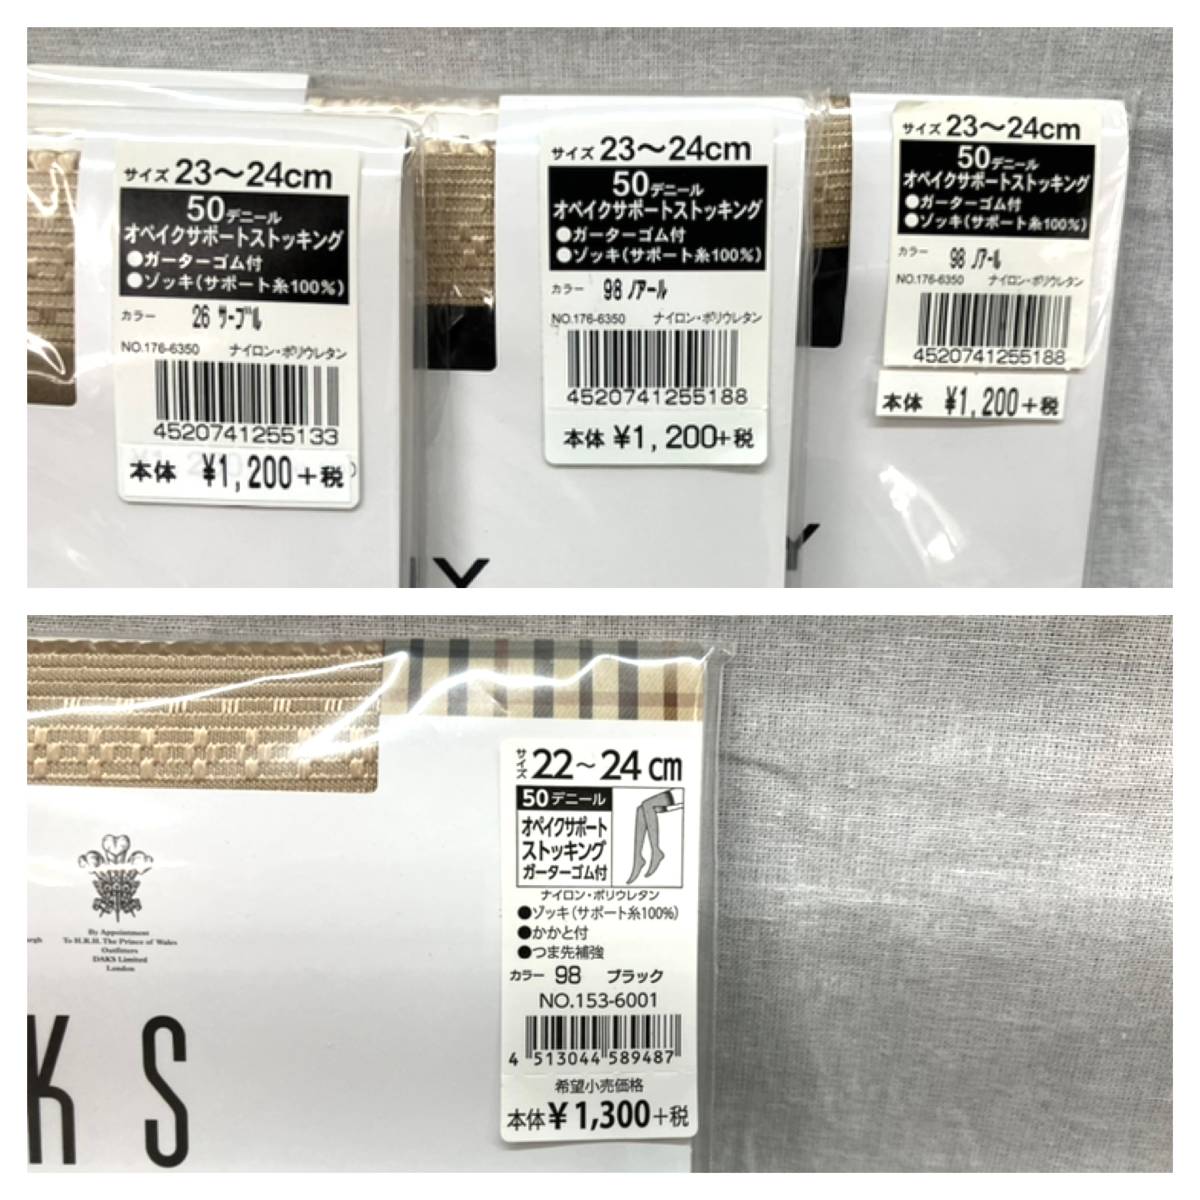 サイズ 23～24cm
50デニール
オペイクサポートストッキング
●ガーターゴム付
●ゾッキ(サポート糸100%)
カラー 26 サーブル
NO.176-6350 ナイロン・ポリウレタン
4520741255133
本体 ¥1,200+税
サイズ 23～24cm
50デニール
オペイクサポートストッキング
●ガーターゴム付
●ゾッキ(サポート糸100%)
カラー 98 ノアール
NO.176-6350 ナイロン・ポリウレタン
4520741255188
本体 ¥1,200+税
サイズ 23～24cm
50デニール
オペイクサポートストッキング
●ガーターゴム付
●ゾッキ(サポート糸100%)
カラー 98 ノアール
NO.176-6350 ナイロン・ポリウレタン
4520741255188
本体 ¥1,200+税
Y
Y
サイズ 22～24cm
50デニール
オペイクサポート
ストッキング
ガーターゴム付
ナイロン・ポリウレタン
●ゾッキ(サポート糸100%)
●かかと付
●つま先補強
カラー 98 ブラック
NO.153-6001
4 513044 589487
希望小売価格
本体¥1,300+税
By Appointment
To H.R.H. The Prince of Wales
Outfitters
DAKS Limited
London
KS